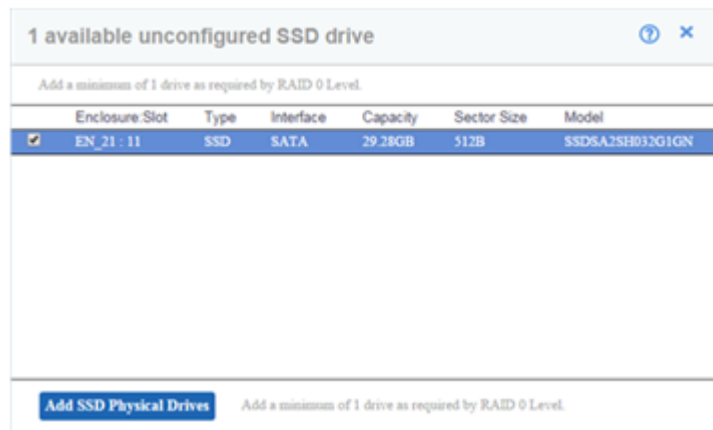 1 available unconfigured SSD drive
Add a minimum of 1 drive as required by RAID 0 Level.
Enclosure:Slot Type Interface Capacity Sector Size Model
EN_21 : 11 SSD SATA 29.28GB 512B SSDSA2SH032G1GN
Add SSD Physical Drives Add a minimum of 1 drive as required by RAID 0 Level.